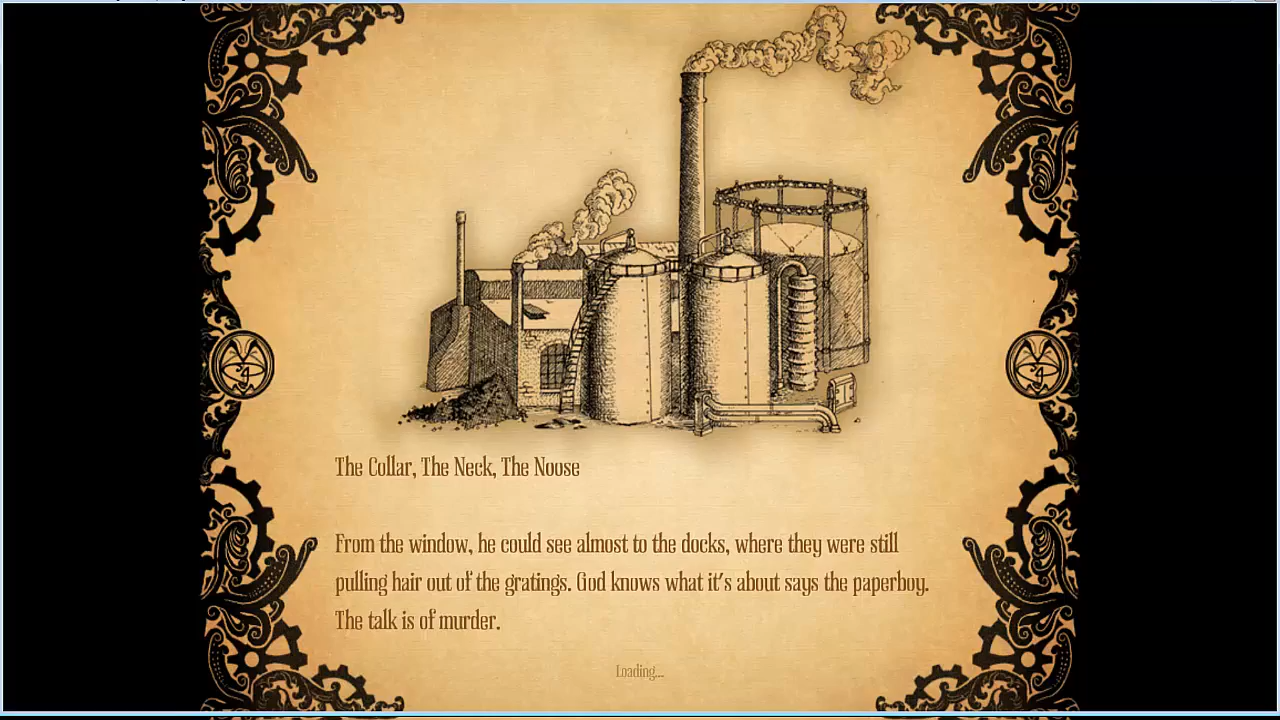 The Collar, The Neck, The Noose
From the window, he could see almost to the docks, where they were still
pulling hair out of the gratings. God knows what it's about says the paperboy.
The talk is of murder.
Loading...